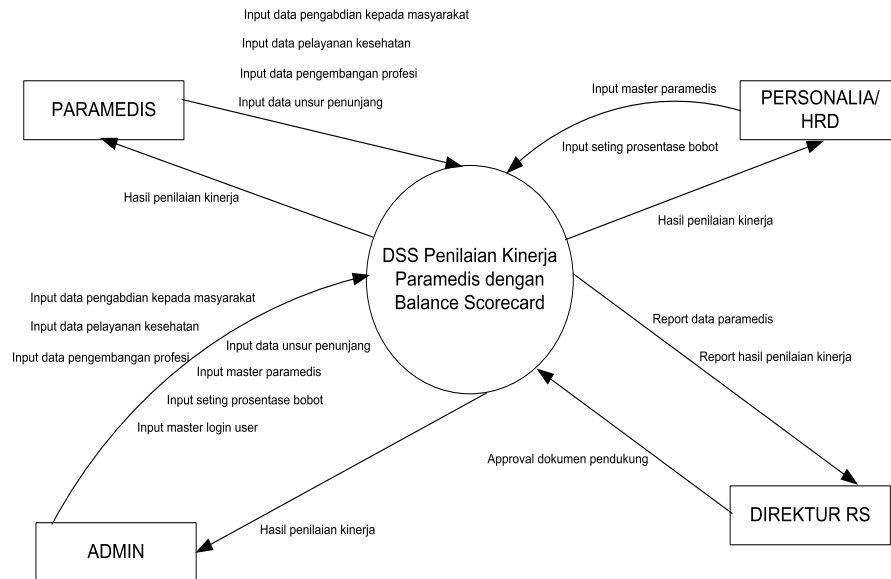 Input data pengabdian kepada masyarakat
Input data pelayanan kesehatan
Input data pengembangan profesi
Input data unsur penunjang
PARAMEDIS
Hasil penilaian kinerja
Input master paramedis
PERSONALIA/
HRD
Input seting prosentase bobot
Hasil penilaian kinerja
DSS Penilaian Kinerja
Paramedis dengan
Balance Scorecard
Input data pengabdian kepada masyarakat
Input data pelayanan kesehatan
Input data pengembangan profesi
Input data unsur penunjang
Input master paramedis
Input seting prosentase bobot
Input master login user
Report data paramedis
Report hasil penilaian kinerja
Approval dokumen pendukung
DIREKTUR RS
Hasil penilaian kinerja
ADMIN